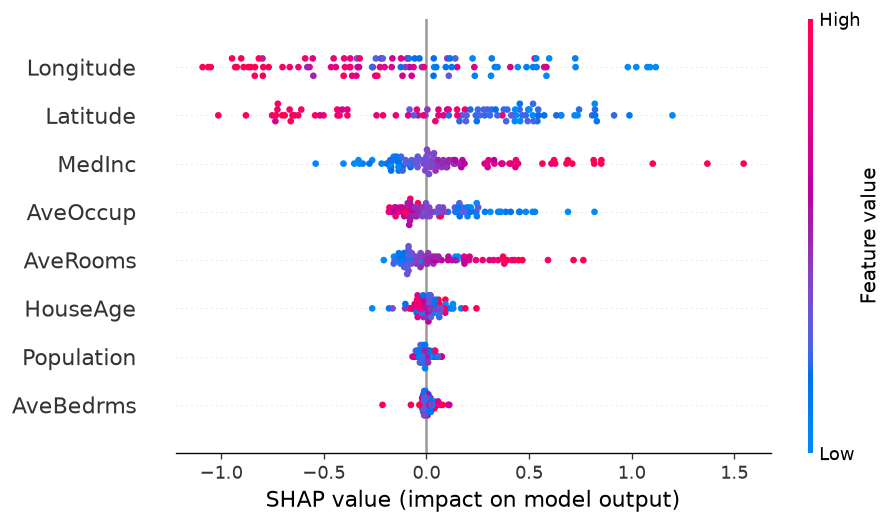 High
Longitude
Latitude
MedInc
AveOccup
AveRooms
HouseAge
Population
AveBedrms
Feature value
Low
−1.0 −0.5 0.0 0.5 1.0 1.5
SHAP value (impact on model output)